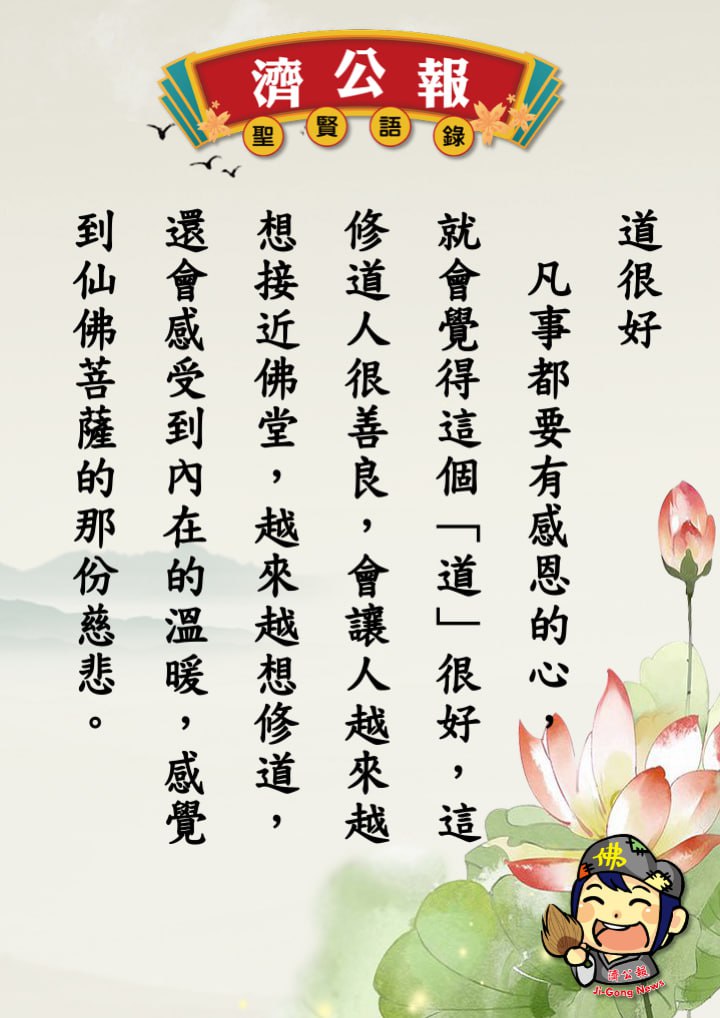 濟公報
聖賢語錄
道很好
凡事都要有感恩的心，
就會覺得這個「道」很好，這
修道人很善良，會讓人越來越
想接近佛堂，越來越想修道，
還會感受到內在的溫暖，感覺
到仙佛菩薩的那份慈悲。
佛
濟公報
Ji-Gong News